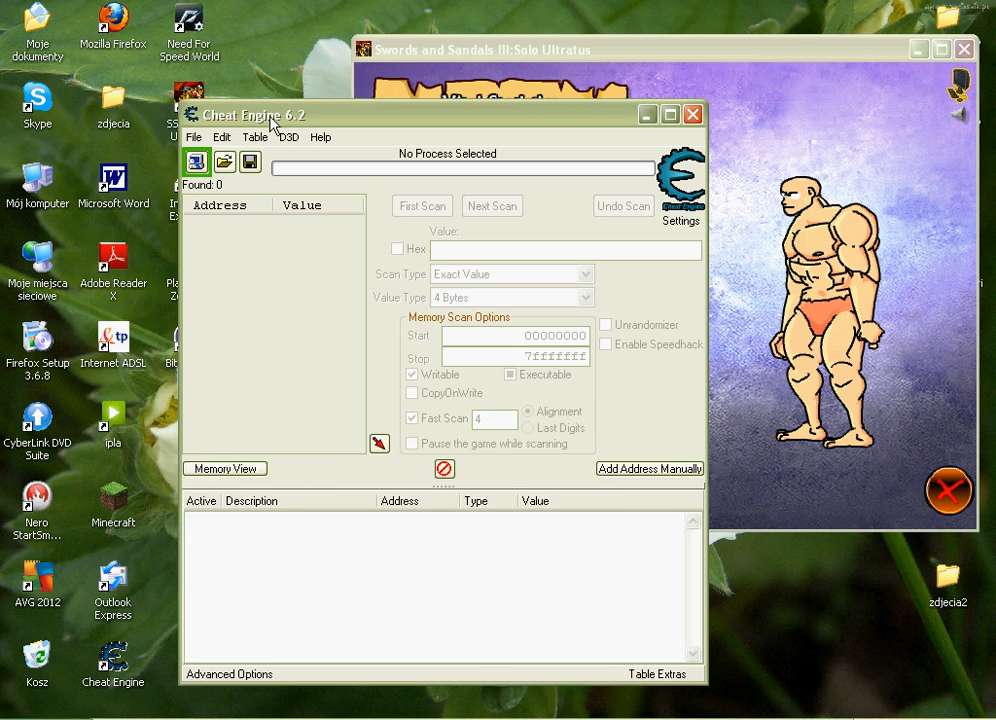 Moje
dokumenty
Mozilla Firefox
Need For
Speed World
Skype
zdjecia
Mój komputer
Microsoft Word
Moje miejsca
sieciowe
Adobe Reader
X
Firefox Setup
3.6.8
Internet ADSL
CyberLink DVD
Suite
ipla
Nero
StartSm...
Minecraft
AVG 2012
Outlook
Express
Kosz
Cheat Engine
zdjecia2
Swords and Sandals III:Solo Ultratus
Cheat Engine 6.2
File Edit Table D3D Help
No Process Selected
Found: 0
Address Value
First Scan Next Scan Undo Scan
Cheat Engine
Settings
Value:
Hex
Scan Type Exact Value
Value Type 4 Bytes
Memory Scan Options
Start 00000000
Stop 7fffffff
Writable Executable
CopyOnWrite
Fast Scan 4 Alignment
Last Digits
Pause the game while scanning
Unrandomizer
Enable Speedhack
Memory View
Add Address Manually
Active Description Address Type Value
Advanced Options
Table Extras